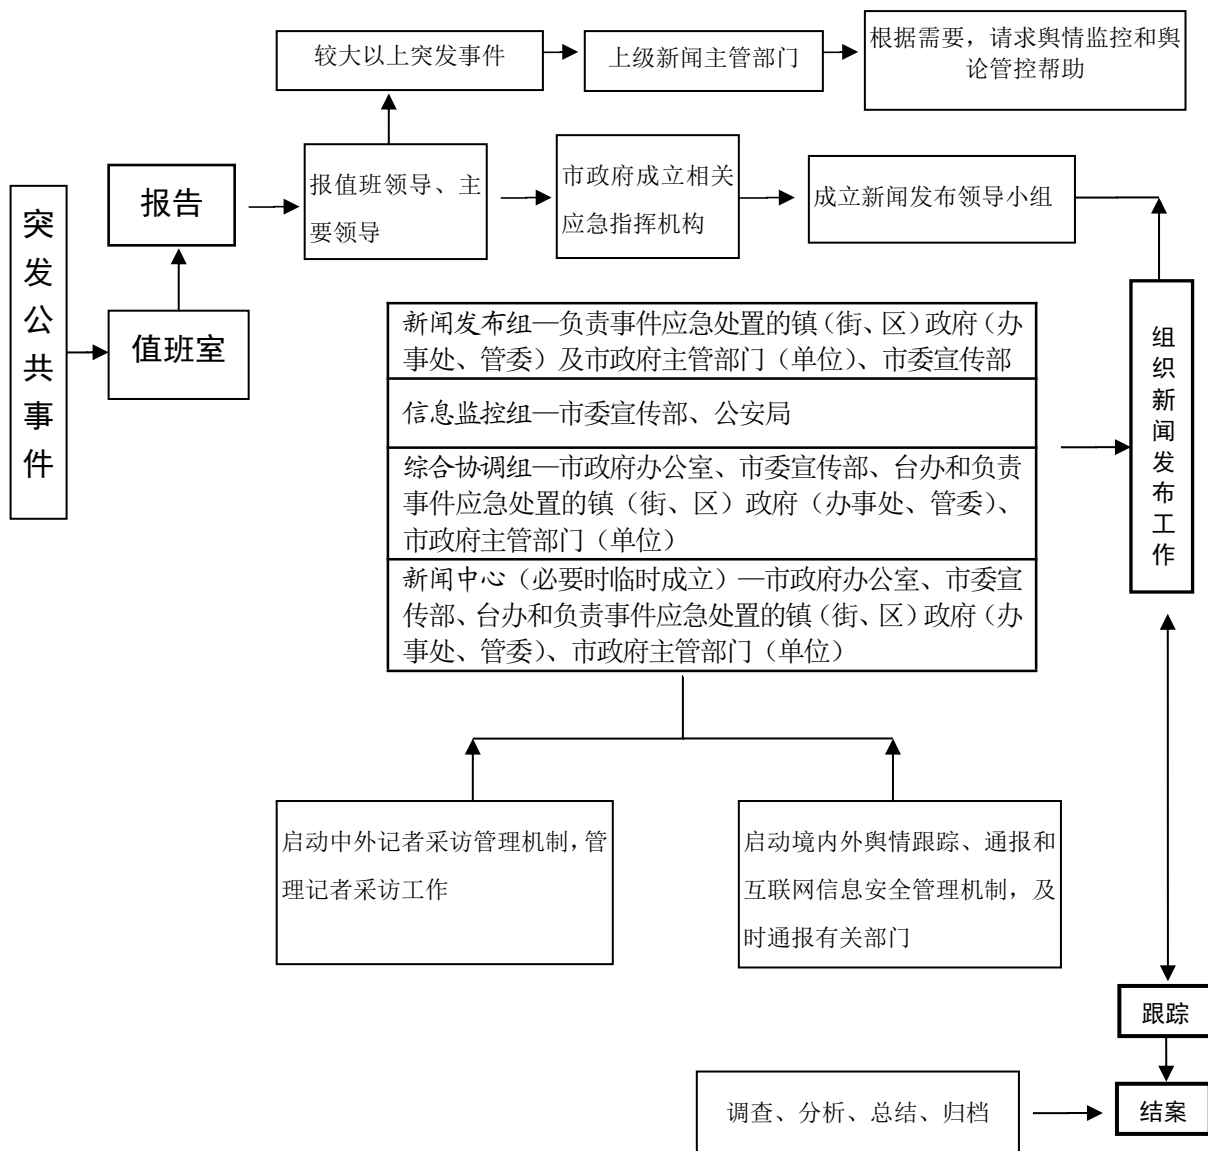 较大以上突发事件
上级新闻主管部门
根据需要，请求舆情监控和舆
论管控帮助
突发公共事件
报告
值班室
报值班领导、主
要领导
市政府成立相关
应急指挥机构
成立新闻发布领导小组
新闻发布组—负责事件应急处置的镇（街、区）政府（办
事处、管委）及市政府主管部门（单位）、市委宣传部
信息监控组—市委宣传部、公安局
综合协调组—市政府办公室、市委宣传部、台办和负责
事件应急处置的镇（街、区）政府（办事处、管委）、
市政府主管部门（单位）
新闻中心（必要时临时成立）—市政府办公室、市委宣
传部、台办和负责事件应急处置的镇（街、区）政府（办
事处、管委）、市政府主管部门（单位）
组织新闻发布工作
启动中外记者采访管理机制，管
理记者采访工作
启动境内外舆情跟踪、通报和
互联网信息安全管理机制，及
时通报有关部门
跟踪
调查、分析、总结、归档
结案